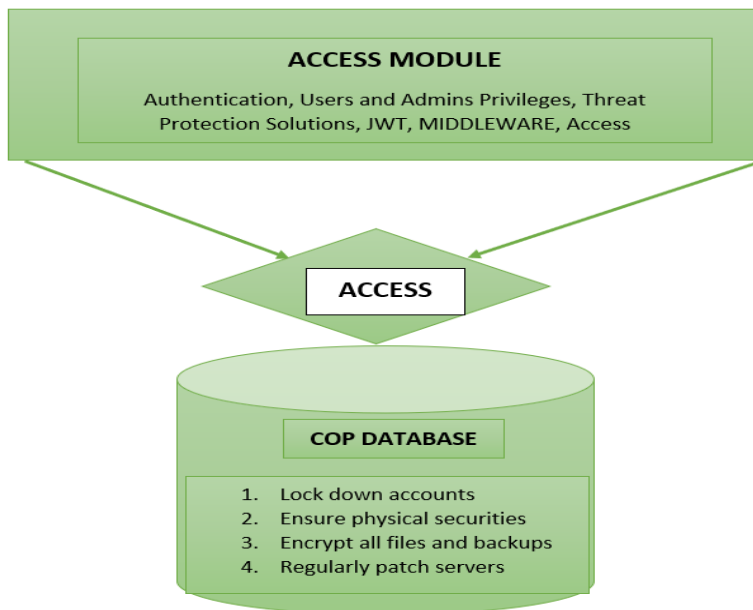 ACCESS MODULE
Authentication, Users and Admins Privileges, Threat
Protection Solutions, JWT, MIDDLEWARE, Access
ACCESS
COP DATABASE
1. Lock down accounts
2. Ensure physical securities
3. Encrypt all files and backups
4. Regularly patch servers